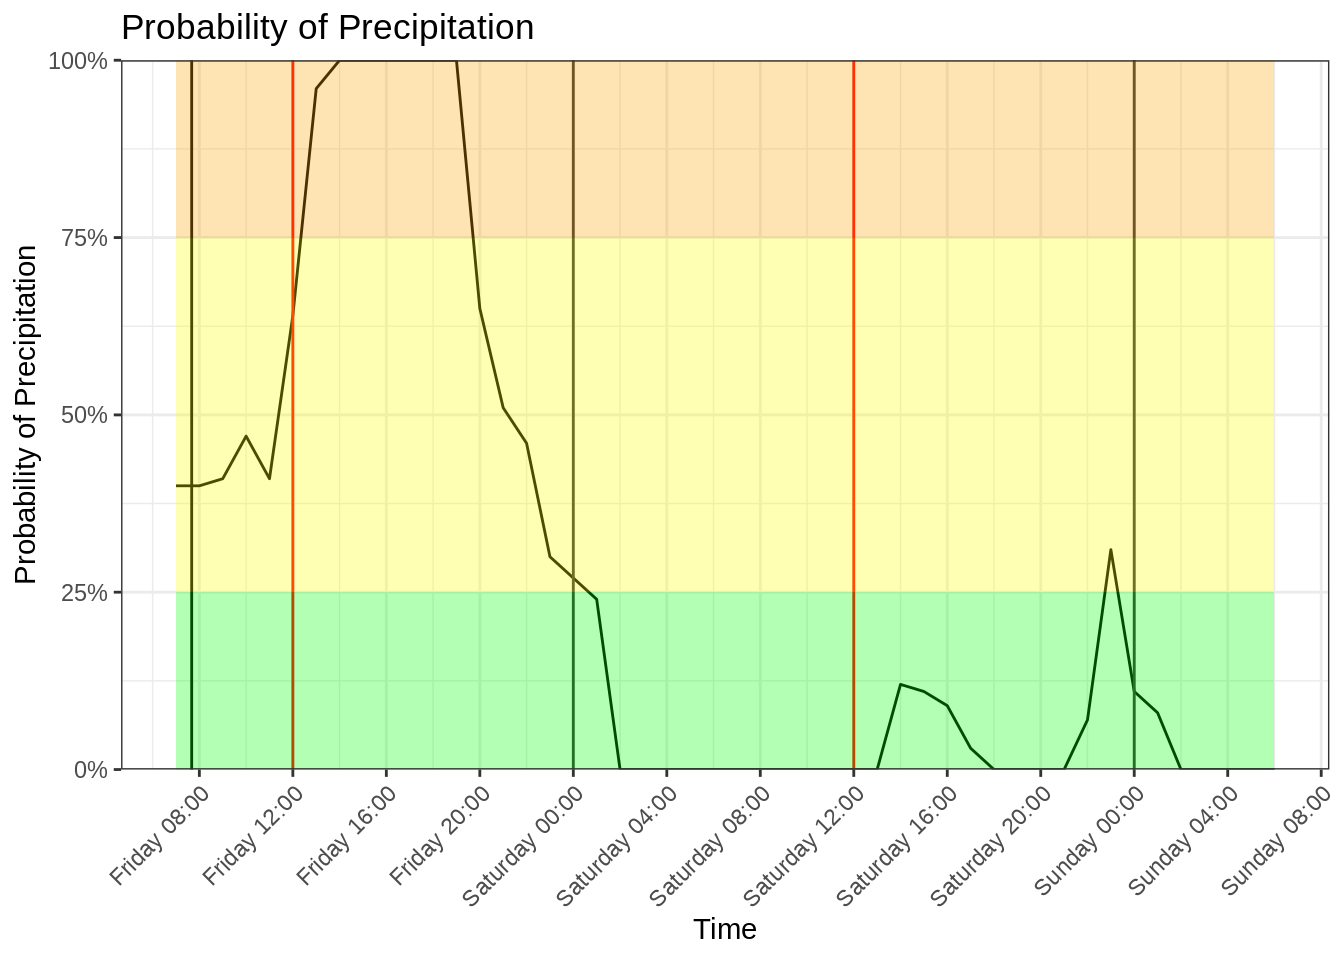 Probability of Precipitation
Probability of Precipitation
100%
75%
50%
25%
0%
Friday 08:00
Friday 12:00
Friday 16:00
Friday 20:00
Saturday 00:00
Saturday 04:00
Saturday 08:00
Saturday 12:00
Saturday 16:00
Saturday 20:00
Sunday 00:00
Sunday 04:00
Sunday 08:00
Time